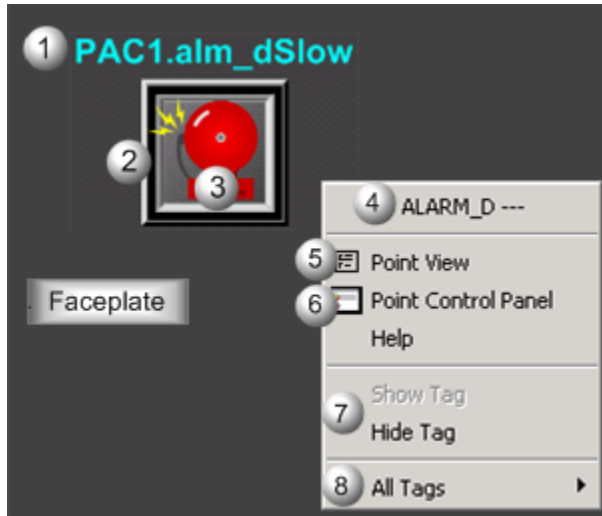 1 PAC1.alm_dSlow
2
3
4 ALARM_D ---
5 Point View
6 Point Control Panel
Help
Faceplate
Show Tag
7
Hide Tag
8 All Tags